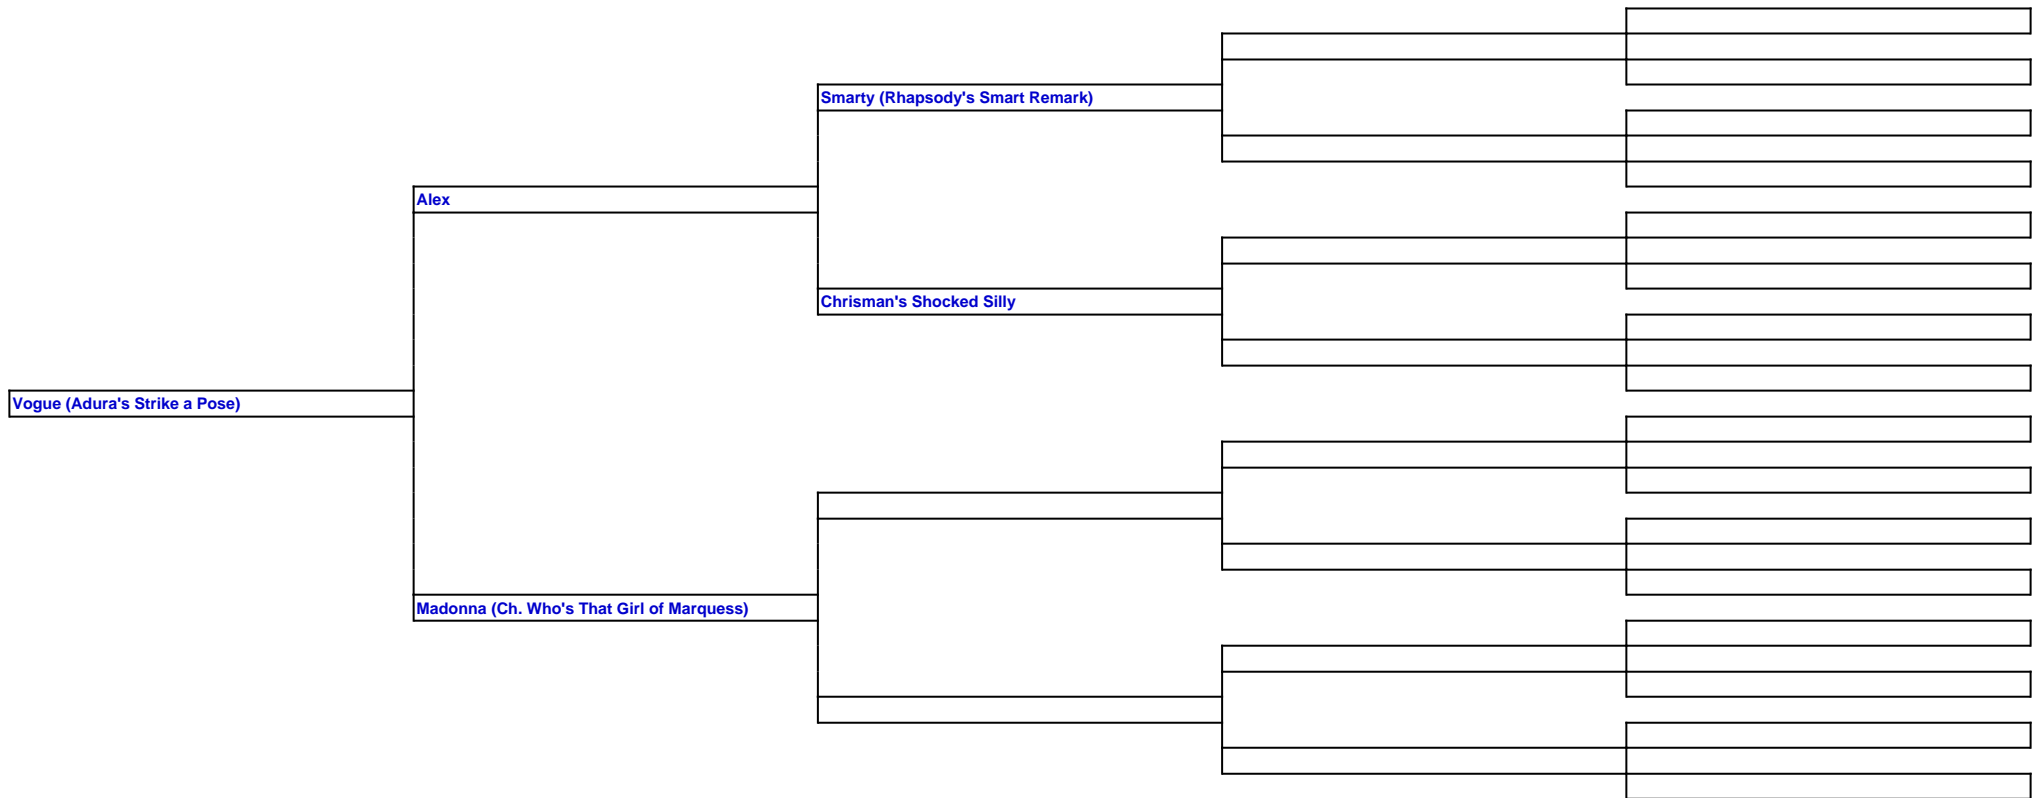 Smarty (Rhapsody's Smart Remark)
Alex
Chrisman's Shocked Silly
Vogue (Adura's Strike a Pose)
Madonna (Ch. Who's That Girl of Marquess)